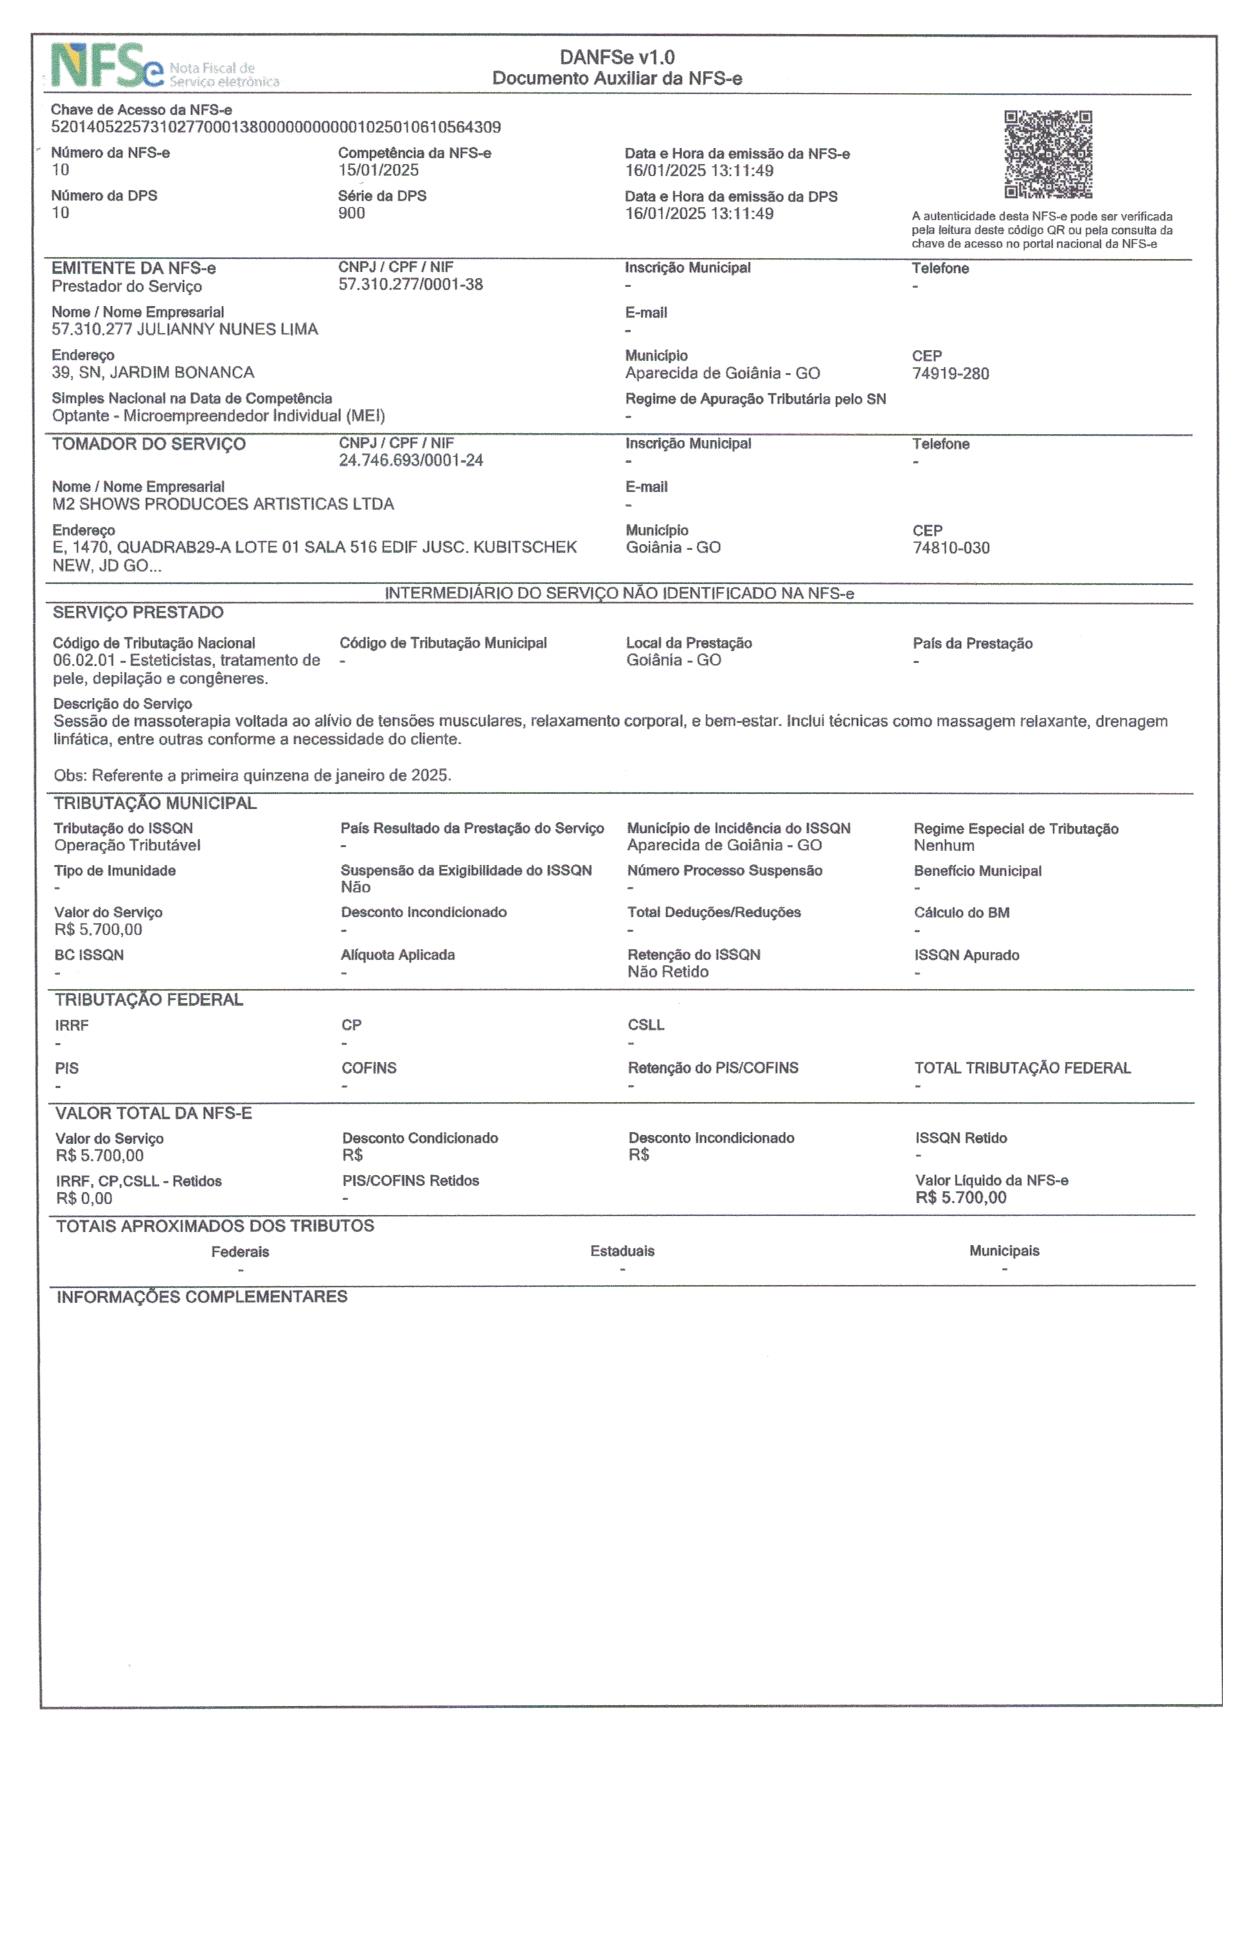 NFSe Nota Fiscal de Serviço eletrônica
DANFSe v1.0
Documento Auxiliar da NFS-e
Chave de Acesso da NFS-e
52014052257310277000138000000000001025010610564309
Número da NFS-e Competência da NFS-e Data e Hora da emissão da NFS-e
10 15/01/2025 16/01/2025 13:11:49
Número da DPS Série da DPS Data e Hora da emissão da DPS
10 900 16/01/2025 13:11:49
A autenticidade desta NFS-e pode ser verificada
pela leitura deste código QR ou pela consulta da
chave de acesso no portal nacional da NFS-e
EMITENTE DA NFS-e CNPJ / CPF / NIF Inscrição Municipal Telefone
Prestador do Serviço 57.310.277/0001-38 - -
Nome / Nome Empresarial E-mail
57.310.277 JULIANNY NUNES LIMA -
Endereço Município CEP
39, SN, JARDIM BONANCA Aparecida de Goiânia - GO 74919-280
Simples Nacional na Data de Competência Regime de Apuração Tributária pelo SN
Optante - Microempreendedor Individual (MEI) -
TOMADOR DO SERVIÇO CNPJ / CPF / NIF Inscrição Municipal Telefone
24.746.693/0001-24 - -
Nome / Nome Empresarial E-mail
M2 SHOWS PRODUCOES ARTISTICAS LTDA -
Endereço Município CEP
E, 1470, QUADRAB29-A LOTE 01 SALA 516 EDIF JUSC. KUBITSCHEK Goiânia - GO 74810-030
NEW, JD GO...
INTERMEDIÁRIO DO SERVIÇO NÃO IDENTIFICADO NA NFS-e
SERVIÇO PRESTADO
Código de Tributação Nacional Código de Tributação Municipal Local da Prestação País da Prestação
06.02.01 - Esteticistas, tratamento de - Goiânia - GO -
pele, depilação e congêneres.
Descrição do Serviço
Sessão de massoterapia voltada ao alívio de tensões musculares, relaxamento corporal, e bem-estar. Inclui técnicas como massagem relaxante, drenagem
linfática, entre outras conforme a necessidade do cliente.
Obs: Referente a primeira quinzena de janeiro de 2025.
TRIBUTAÇÃO MUNICIPAL
Tributação do ISSQN País Resultado da Prestação do Serviço Município de Incidência do ISSQN Regime Especial de Tributação
Operação Tributável - Aparecida de Goiânia - GO Nenhum
Tipo de Imunidade Suspensão da Exigibilidade do ISSQN Número Processo Suspensão Benefício Municipal
- Não - -
Valor do Serviço Desconto Incondicionado Total Deduções/Reduções Cálculo do BM
R$ 5.700,00 - - -
BC ISSQN Alíquota Aplicada Retenção do ISSQN ISSQN Apurado
- - Não Retido -
TRIBUTAÇÃO FEDERAL
IRRF CP CSLL
- - -
PIS COFINS Retenção do PIS/COFINS TOTAL TRIBUTAÇÃO FEDERAL
- - - -
VALOR TOTAL DA NFS-E
Valor do Serviço Desconto Condicionado Desconto Incondicionado ISSQN Retido
R$ 5.700,00 R$ R$ -
IRRF, CP,CSLL - Retidos PIS/COFINS Retidos Valor Líquido da NFS-e
R$ 0,00 - R$ 5.700,00
TOTAIS APROXIMADOS DOS TRIBUTOS
Federais Estaduais Municipais
- - -
INFORMAÇÕES COMPLEMENTARES